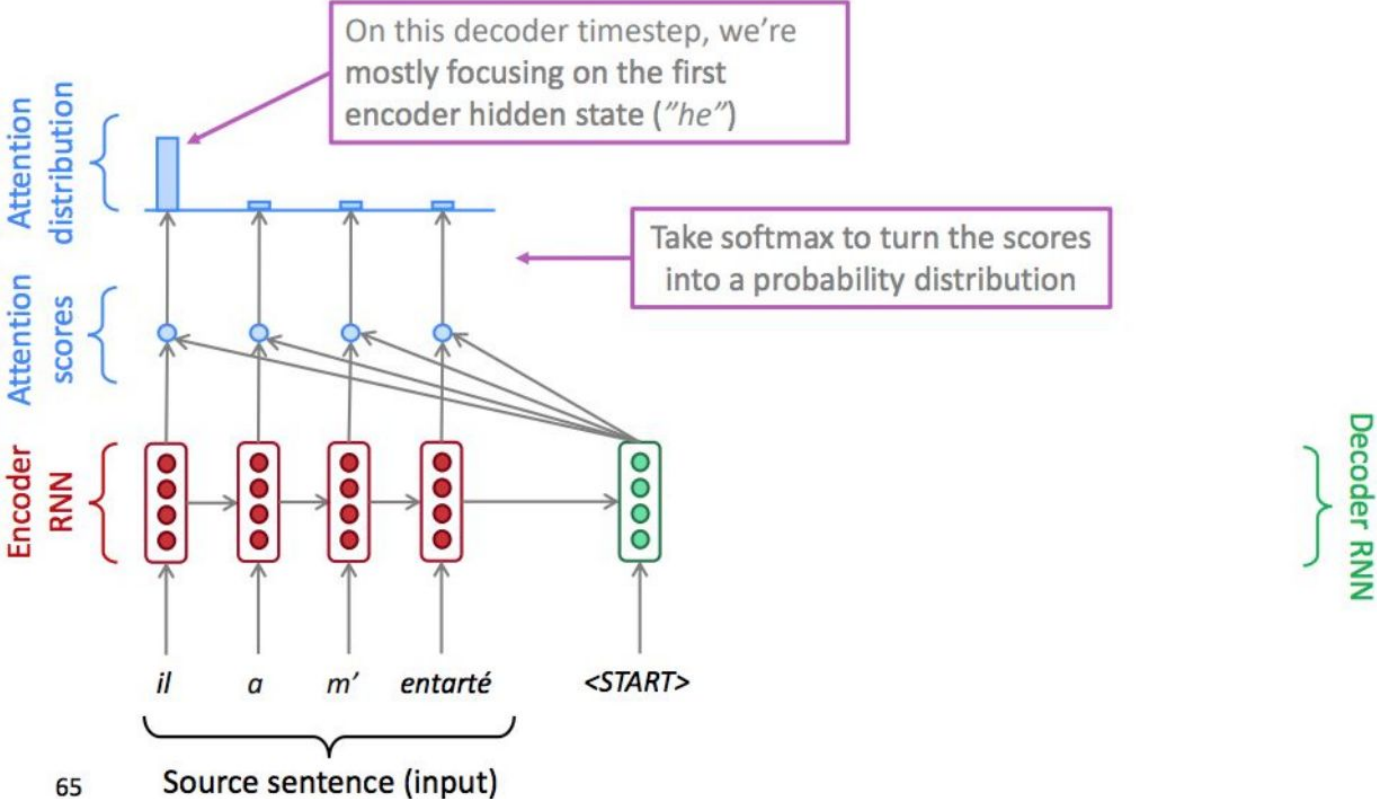 On this decoder timestep, we're
mostly focusing on the first
encoder hidden state ("he")
Attention
distribution
Take softmax to turn the scores
into a probability distribution
Attention
scores
Encoder
RNN
Decoder RNN
il a m' entarté <START>
Source sentence (input)
65